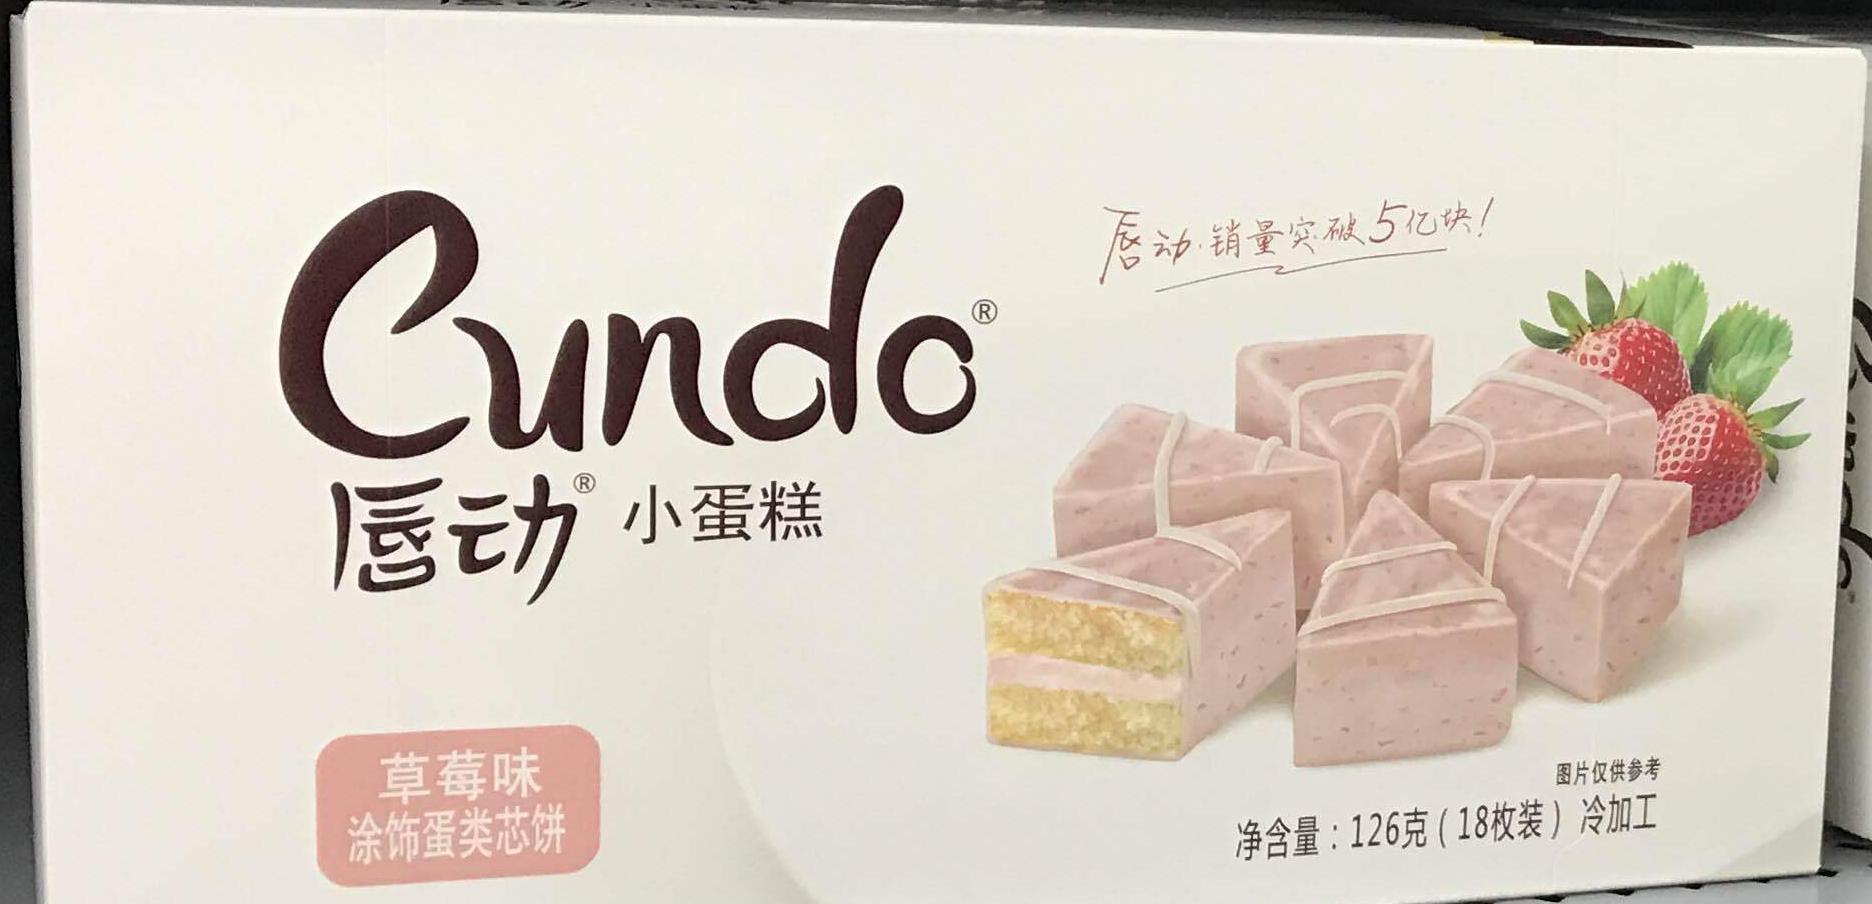 Cundo®
唇动® 小蛋糕
唇动·销量突破5亿块!
草莓味
涂饰蛋类芯饼
图片仅供参考
净含量:126克(18枚装) 冷加工